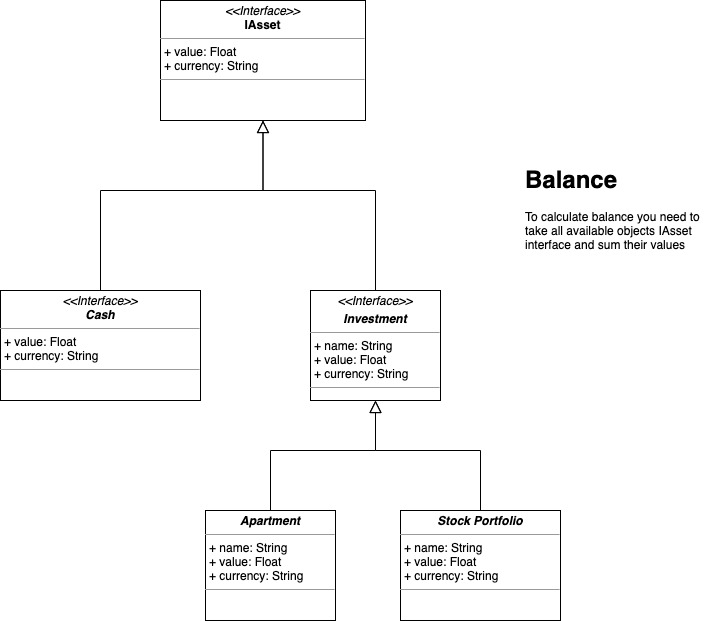 <<Interface>>
IAsset
+ value: Float
+ currency: String
Balance
To calculate balance you need to
take all available objects IAsset
interface and sum their values
<<Interface>>
Cash
+ value: Float
+ currency: String
<<Interface>>
Investment
+ name: String
+ value: Float
+ currency: String
Apartment
+ name: String
+ value: Float
+ currency: String
Stock Portfolio
+ name: String
+ value: Float
+ currency: String